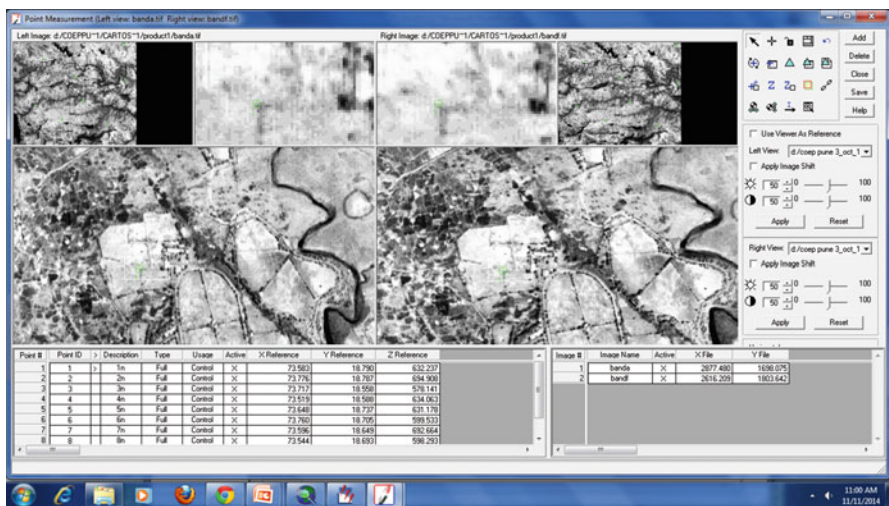 Point Measurement (Left view: banda.tif Right view: bandf.tif)
Left Image: d:/COEPPU~1/CARTOS~1/product1/banda.tif
Right Image: d:/COEPPU~1/CARTOS~1/product1/bandf.tif
Add
Delete
Close
Save
Help
Use Viewer As Reference
Left View: d:/coep pune 3_oct_1
Apply Image Shift
50 0 100
50 0 100
Apply Reset
Right View: d:/coep pune 3_oct_1
Apply Image Shift
50 0 100
50 0 100
Apply Reset
Point # Point ID > Description Type Usage Active X Reference Y Reference Z Reference
1 1 > 1n Full Control X 73.583 18.790 632.237
2 2 2n Full Control X 73.776 18.787 694.908
3 3 3n Full Control X 73.717 18.558 578.141
4 4 4n Full Control X 73.519 18.588 634.063
5 5 5n Full Control X 73.648 18.737 631.178
6 6 6n Full Control X 73.760 18.705 599.533
7 7 7n Full Control X 73.596 18.649 692.664
8 8 8n Full Control X 73.544 18.693 598.293
Image # Image Name Active X File Y File
1 banda X 2877.480 1698.075
2 bandf X 2616.209 1803.642
11:00 AM
11/11/2014